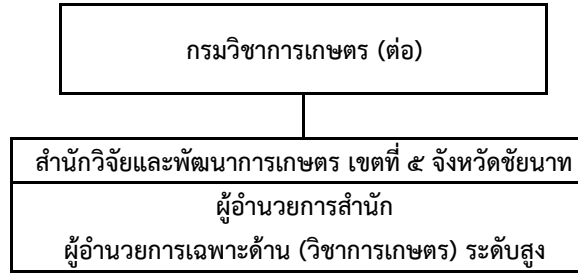 กรมวิชาการเกษตร (ต่อ)
สำนักวิจัยและพัฒนาการเกษตร เขตที่ ๕ จังหวัดชัยนาท
ผู้อำนวยการสำนัก
ผู้อำนวยการเฉพาะด้าน (วิชาการเกษตร) ระดับสูง